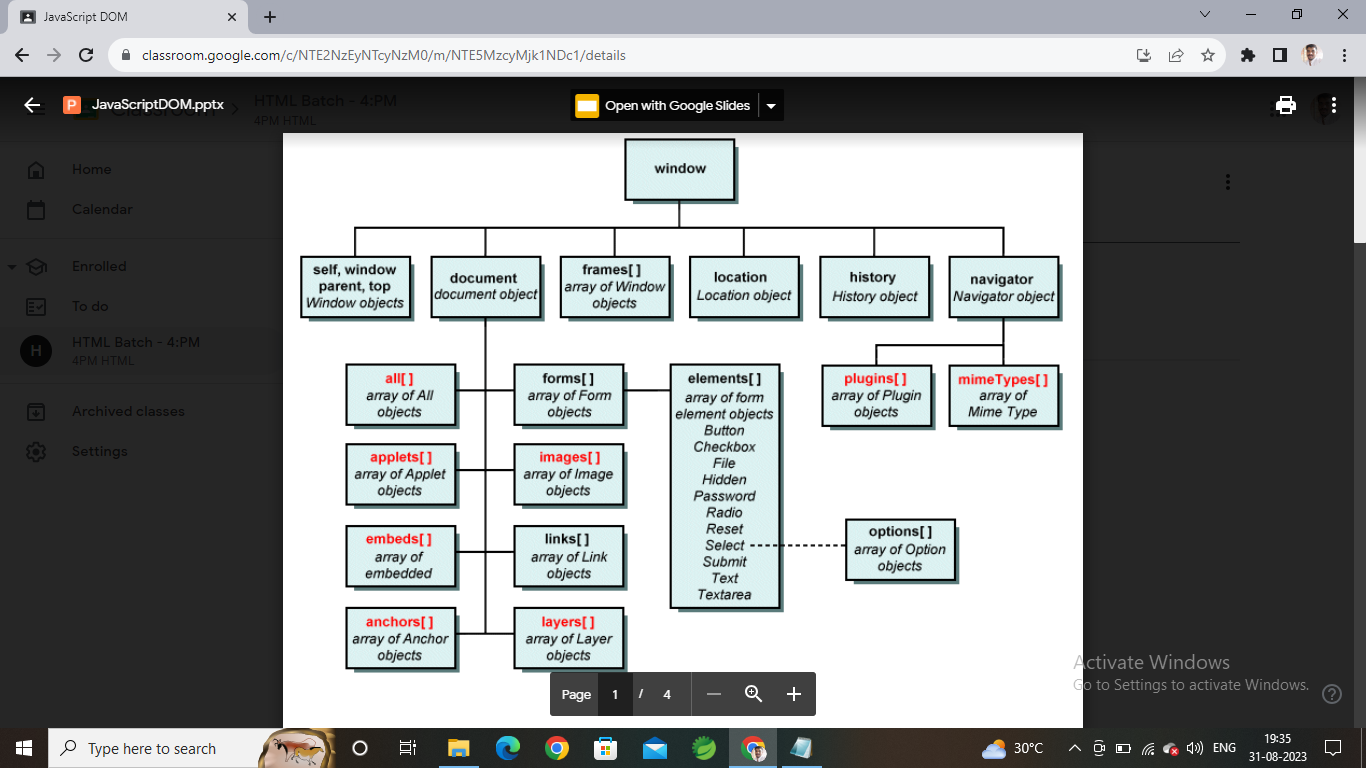 JavaScript DOM
classroom.google.com/c/NTE2NzEyNTcyNzM0/m/NTE5MzcyMjk1NDc1/details
P
JavaScriptDOM.pptx
HTML Batch - 4:PM
4PM HTML
Open with Google Slides
Home
Calendar
Enrolled
To do
H
HTML Batch - 4:PM
4PM HTML
Archived classes
Settings
window
self, window
parent, top
Window objects
document
document object
frames[ ]
array of Window
objects
location
Location object
history
History object
navigator
Navigator object
all[ ]
array of All
objects
forms[ ]
array of Form
objects
elements[ ]
array of form
element objects
Button
Checkbox
File
Hidden
Password
Radio
Reset
Select
Submit
Text
Textarea
plugins[ ]
array of Plugin
objects
mimeTypes[ ]
array of
Mime Type
applets[ ]
array of Applet
objects
images[ ]
array of Image
objects
embeds[ ]
array of
embedded
links[ ]
array of Link
objects
options[ ]
array of Option
objects
anchors[ ]
array of Anchor
objects
layers[ ]
array of Layer
objects
Activate Windows
Go to Settings to activate Windows.
Page 1 / 4
Type here to search
30°C
ENG
19:35
31-08-2023